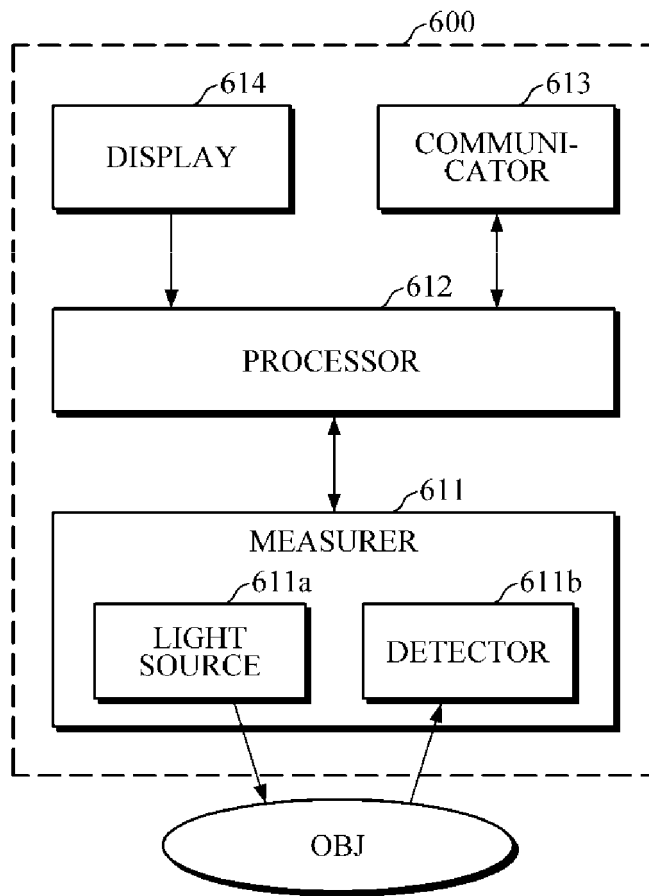 600
614
613
DISPLAY
COMMUNI-
CATOR
612
PROCESSOR
611
MEASURER
611a
611b
LIGHT
SOURCE
DETECTOR
OBJ